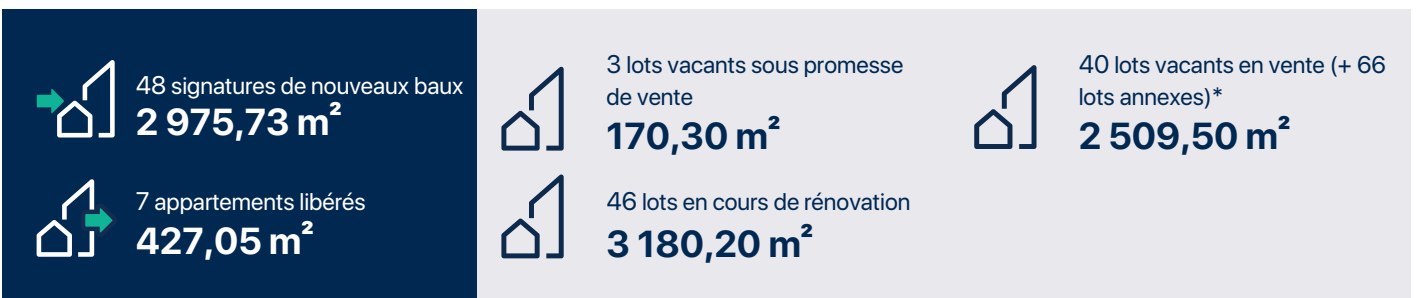 48 signatures de nouveaux baux
2 975,73 m²
7 appartements libérés
427,05 m²
3 lots vacants sous promesse
de vente
170,30 m²
46 lots en cours de rénovation
3 180,20 m²
40 lots vacants en vente (+ 66
lots annexes)*
2 509,50 m²